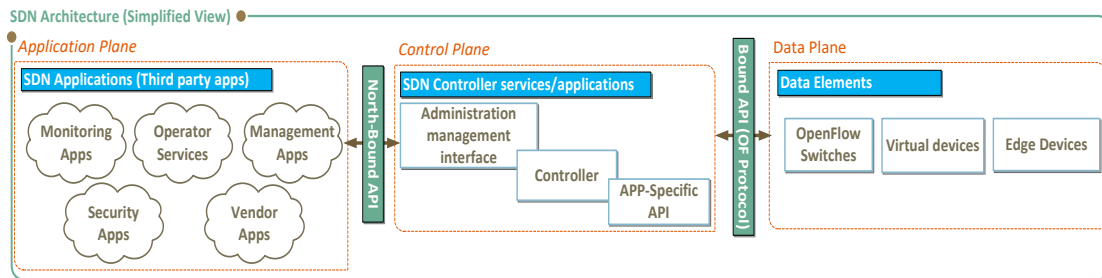 SDN Architecture (Simplified View)
Application Plane
SDN Applications (Third party apps)
Monitoring
Apps
Operator
Services
Management
Apps
Security
Apps
Vendor
Apps
North-Bound API
Control Plane
SDN Controller services/applications
Administration
management
interface
Controller
APP-Specific
API
Bound API (OF Protocol)
Data Plane
Data Elements
OpenFlow
Switches
Virtual devices
Edge Devices